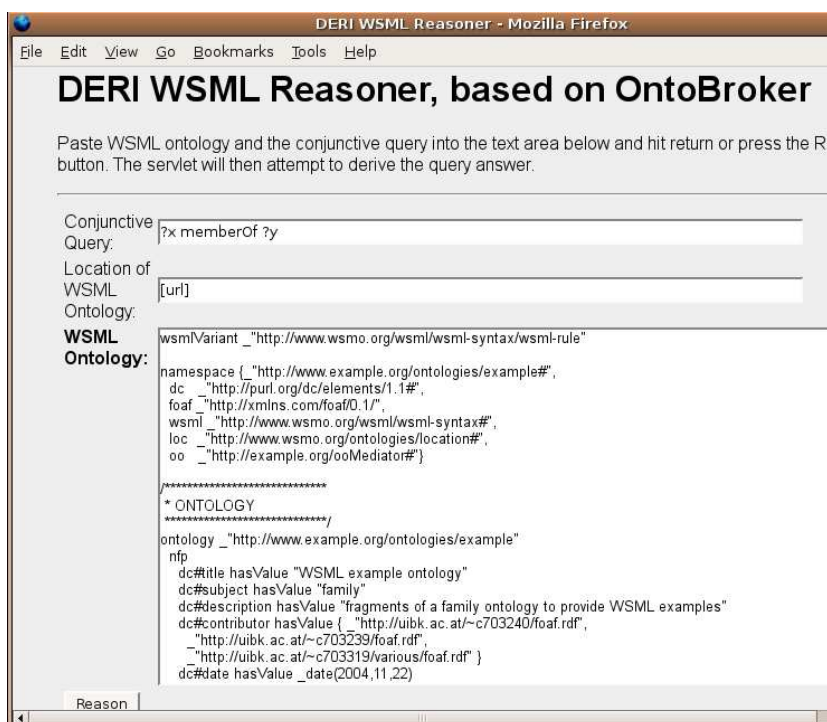 DERI WSML Reasoner - Mozilla Firefox
File Edit View Go Bookmarks Tools Help
DERI WSML Reasoner, based on OntoBroker
Paste WSML ontology and the conjunctive query into the text area below and hit return or press the R
button. The servlet will then attempt to derive the query answer.
Conjunctive Query: ?x memberOf ?y
Location of WSML Ontology: [url]
WSML Ontology:
wsmlVariant _"http://www.wsmo.org/wsml/wsml-syntax/wsml-rule"
namespace {_"http://www.example.org/ontologies/example#",
dc _"http://purl.org/dc/elements/1.1#",
foaf _"http://xmlns.com/foaf/0.1/",
wsml _"http://www.wsmo.org/wsml/wsml-syntax#",
loc _"http://www.wsmo.org/ontologies/location#",
oo _"http://example.org/ooMediator#"}
/*****************************
* ONTOLOGY
*****************************/
ontology _"http://www.example.org/ontologies/example"
nfp
dc#title hasValue "WSML example ontology"
dc#subject hasValue "family"
dc#description hasValue "fragments of a family ontology to provide WSML examples"
dc#contributor hasValue { _"http://uibk.ac.at/~c703240/foaf.rdf",
_"http://uibk.ac.at/~c703239/foaf.rdf",
_"http://uibk.ac.at/~c703319/various/foaf.rdf" }
dc#date hasValue _date(2004,11,22)
Reason